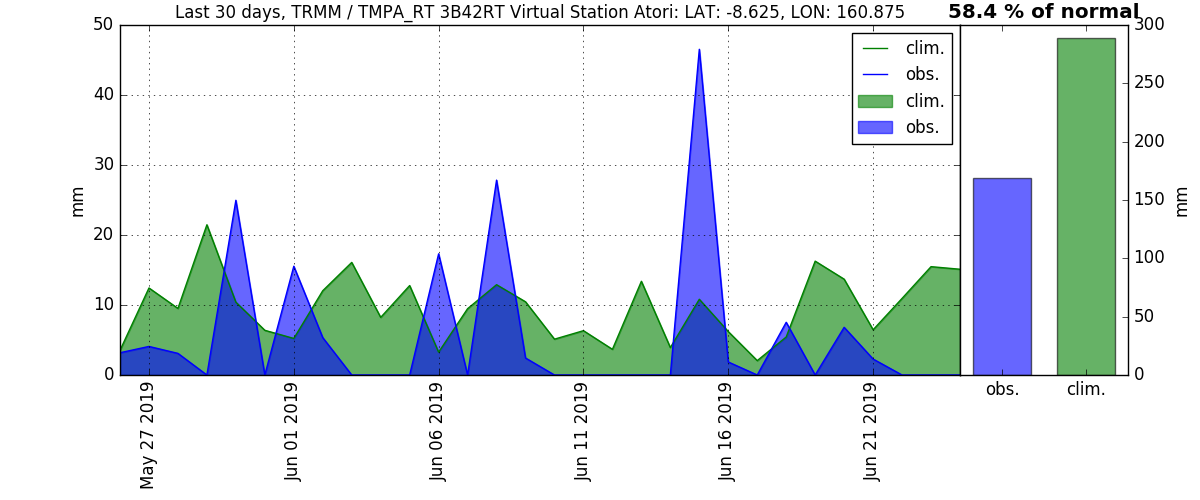 Last 30 days, TRMM / TMPA_RT 3B42RT Virtual Station Atori: LAT: -8.625, LON: 160.875
58.4 % of normal
50
40
30
20
10
0
mm
clim.
obs.
clim.
obs.
May 27 2019
Jun 01 2019
Jun 06 2019
Jun 11 2019
Jun 16 2019
Jun 21 2019
300
250
200
150
100
50
0
mm
obs.
clim.